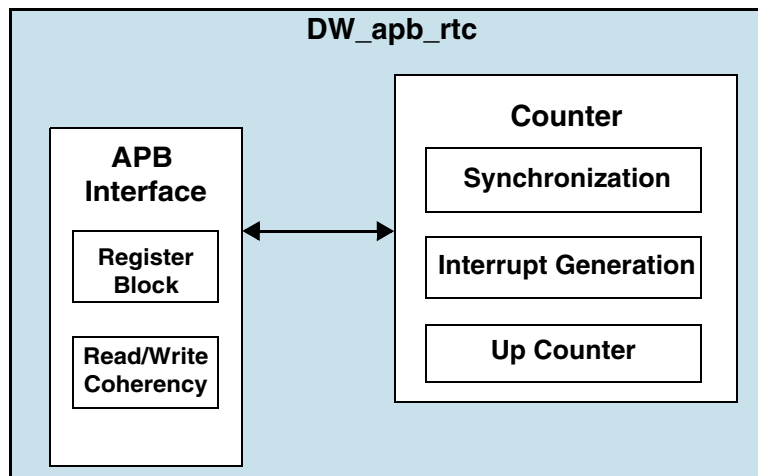 DW_apb_rtc
APB
Interface
Register
Block
Read/Write
Coherency
Counter
Synchronization
Interrupt Generation
Up Counter